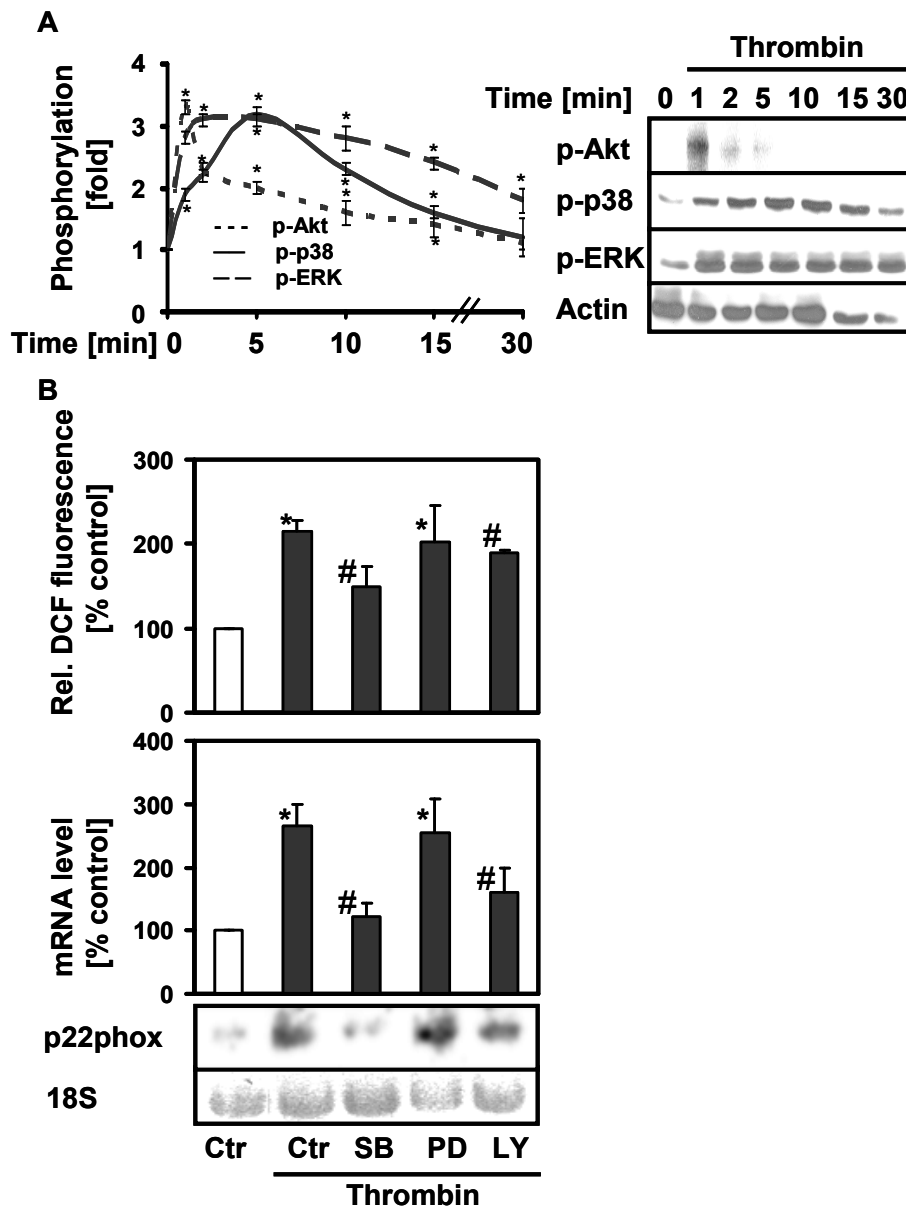 A
Phosphorylation
[fold]
4
3
2
1
0
* * * * * * * * * * * * * *
p-Akt
p-p38
p-ERK
Time [min] 0 5 10 15 30
Thrombin
Time [min] 0 1 2 5 10 15 30
p-Akt
p-p38
p-ERK
Actin
B
Rel. DCF fluorescence
[% control]
300
200
100
0
* # * #
mRNA level
[% control]
400
300
200
100
0
* # * #
p22phox
18S
Ctr Ctr SB PD LY
Thrombin